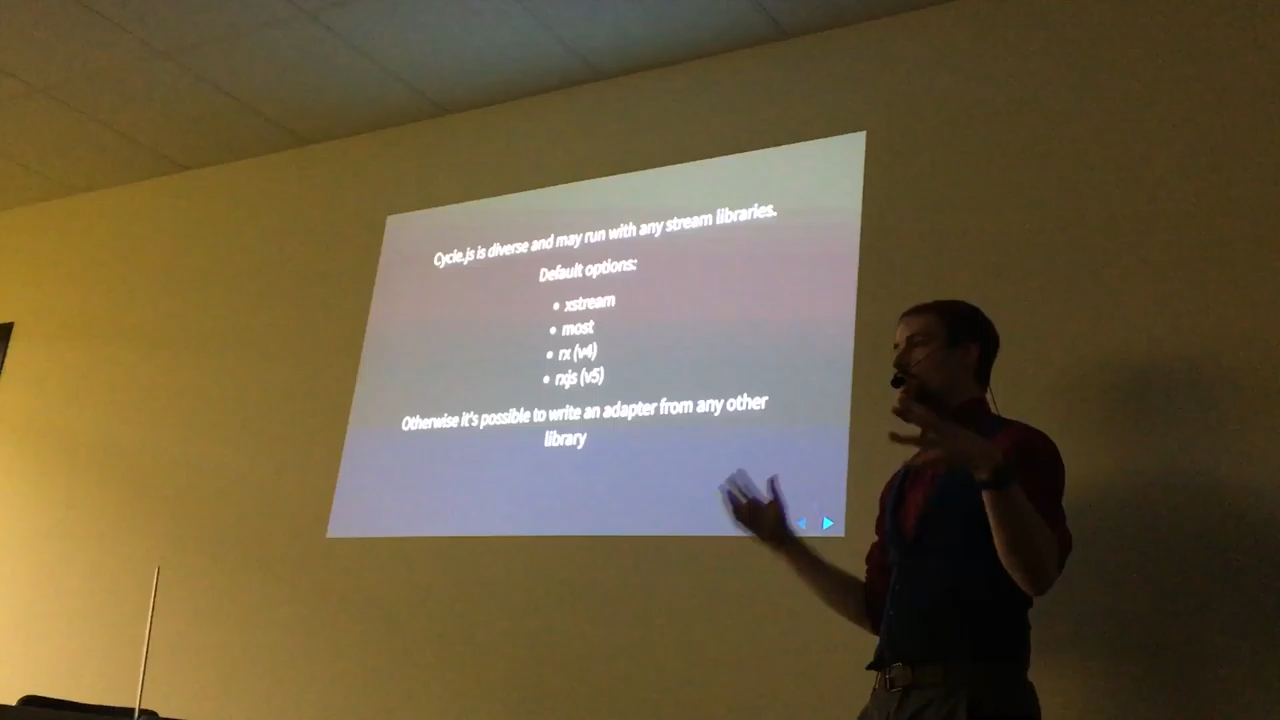 Cycle.js is diverse and may run with any stream libraries.
Default options:
• xstream
• most
• rx (v4)
• rxjs (v5)
Otherwise it's possible to write an adapter from any other
library